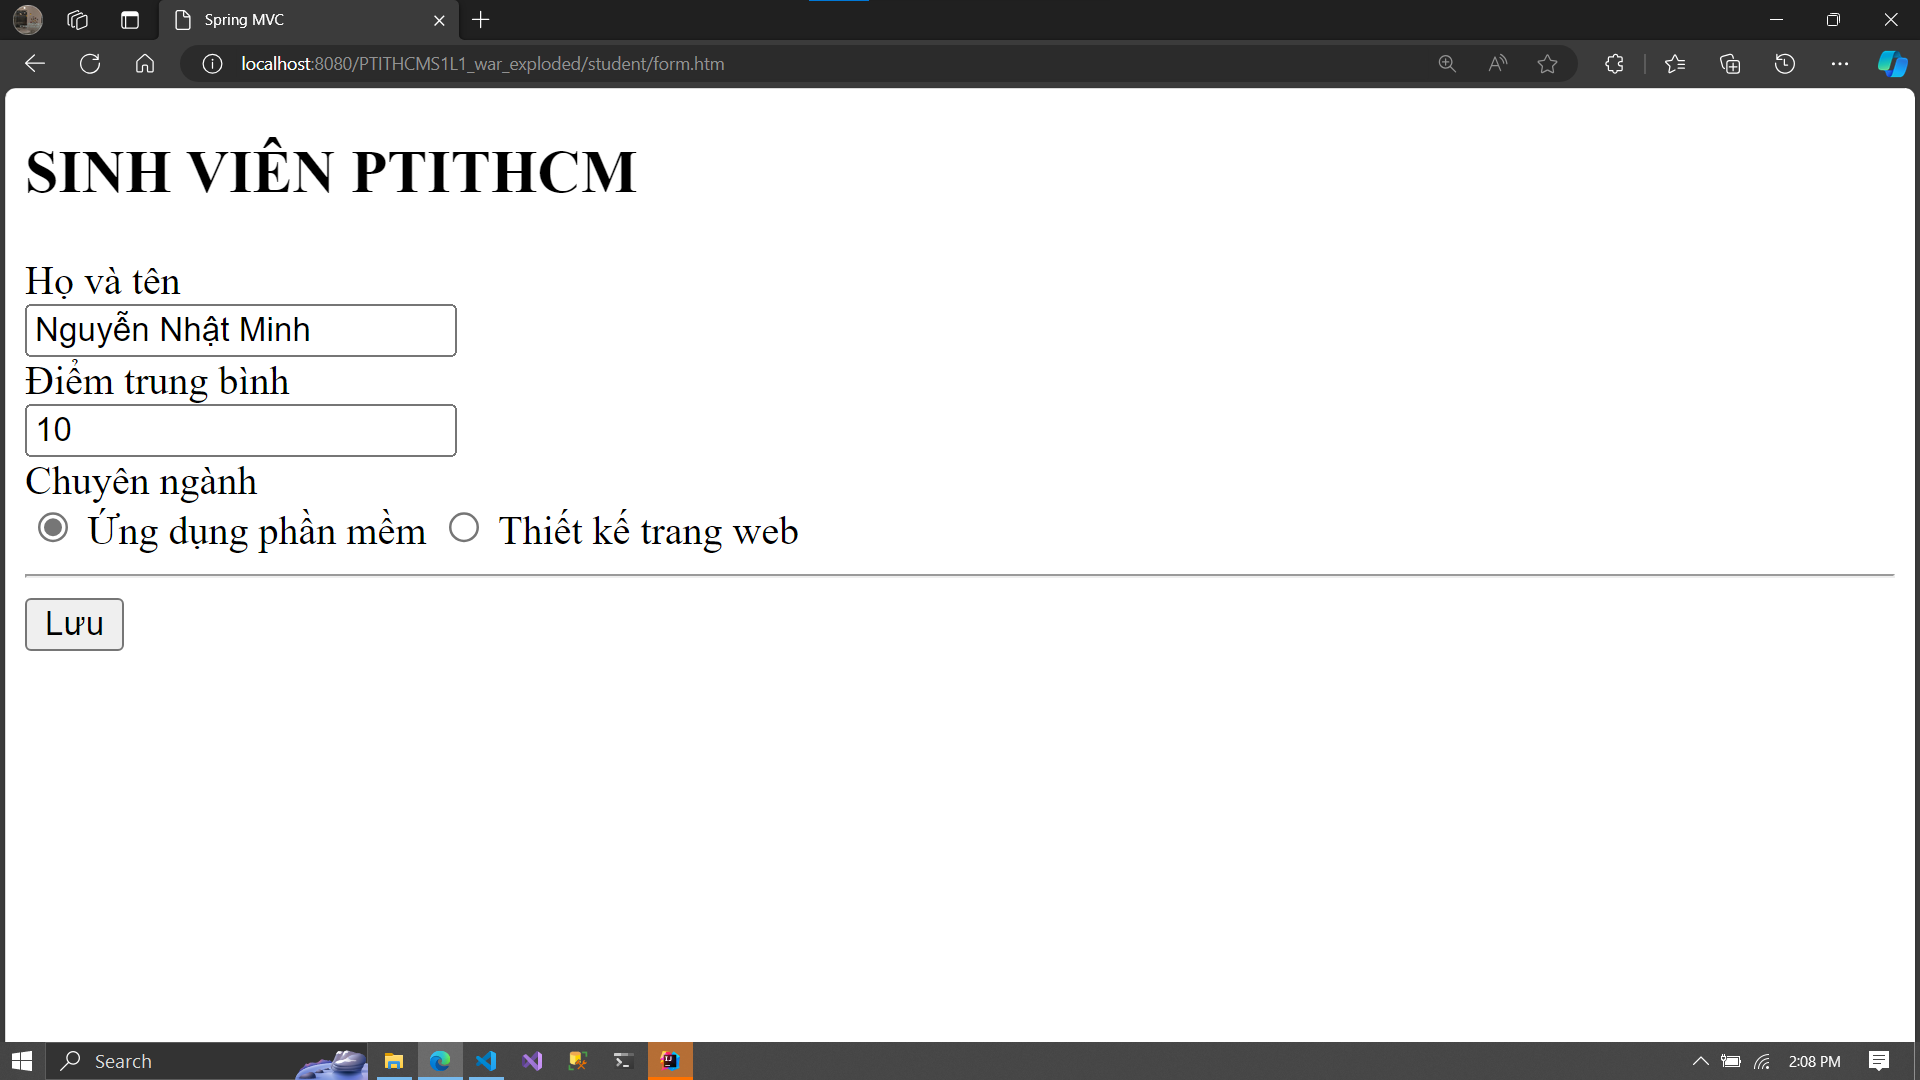 Spring MVC
localhost:8080/PTITHCMS1L1_war_exploded/student/form.htm
SINH VIÊN PTITHCM
Họ và tên
Nguyễn Nhật Minh
Điểm trung bình
10
Chuyên ngành
Ứng dụng phần mềm Thiết kế trang web
Lưu
Search 2:08 PM